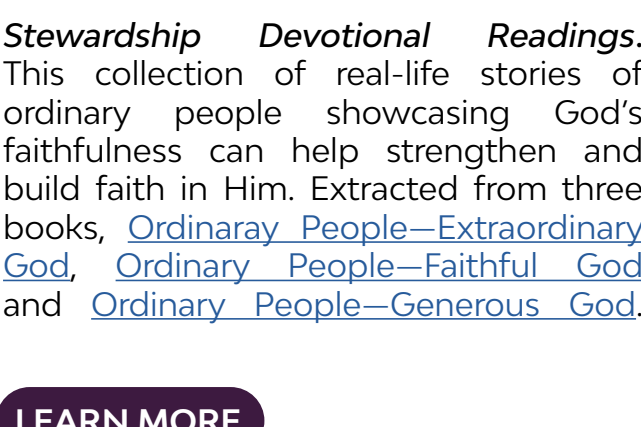 Stewardship Devotional Readings.
This collection of real-life stories of
ordinary people showcasing God's
faithfulness can help strengthen and
build faith in Him. Extracted from three
books, Ordinaray People—Extraordinary
God, Ordinary People—Faithful God
and Ordinary People—Generous God.
LEARN MORE